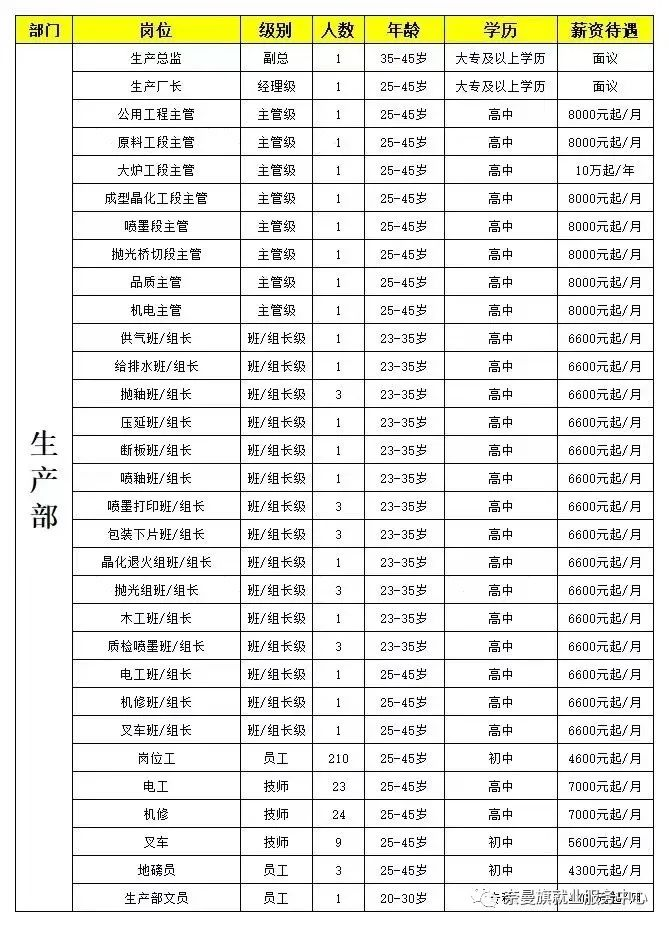 部门 岗位 级别 人数 年龄 学历 薪资待遇
生产部
生产总监 副总 1 35-45岁 大专及以上学历 面议
生产厂长 经理级 1 25-45岁 大专及以上学历 面议
公用工程主管 主管级 1 25-45岁 高中 8000元起/月
原料工段主管 主管级 1 25-45岁 高中 8000元起/月
大炉工段主管 主管级 1 25-45岁 高中 10万起/年
成型晶化工段主管 主管级 1 25-45岁 高中 8000元起/月
喷墨段主管 主管级 1 25-45岁 高中 8000元起/月
抛光桥切段主管 主管级 1 25-45岁 高中 8000元起/月
品质主管 主管级 1 25-45岁 高中 8000元起/月
机电主管 主管级 1 25-45岁 高中 8000元起/月
供气班/组长 班/组长级 1 23-35岁 高中 6600元起/月
给排水班/组长 班/组长级 1 23-35岁 高中 6600元起/月
抛釉班/组长 班/组长级 3 23-35岁 高中 6600元起/月
压延班/组长 班/组长级 1 23-35岁 高中 6600元起/月
断板班/组长 班/组长级 1 23-35岁 高中 6600元起/月
喷釉班/组长 班/组长级 1 23-35岁 高中 6600元起/月
喷墨打印班/组长 班/组长级 3 23-35岁 高中 6600元起/月
包装下片班/组长 班/组长级 3 23-35岁 高中 6600元起/月
晶化退火组班/组长 班/组长级 1 23-35岁 高中 6600元起/月
抛光组班/组长 班/组长级 3 23-35岁 高中 6600元起/月
木工班/组长 班/组长级 1 23-35岁 高中 6600元起/月
质检喷墨班/组长 班/组长级 3 23-35岁 高中 6600元起/月
电工班/组长 班/组长级 1 25-45岁 高中 6600元起/月
机修班/组长 班/组长级 1 25-45岁 高中 6600元起/月
叉车班/组长 班/组长级 1 25-45岁 高中 6600元起/月
岗位工 员工 210 25-45岁 初中 4600元起/月
电工 技师 23 25-45岁 高中 7000元起/月
机修 技师 24 25-45岁 高中 7000元起/月
叉车 技师 9 25-45岁 初中 5600元起/月
地磅员 员工 3 25-45岁 初中 4300元起/月
生产部文员 员工 1 20-30岁
奈曼旗就业服务中心